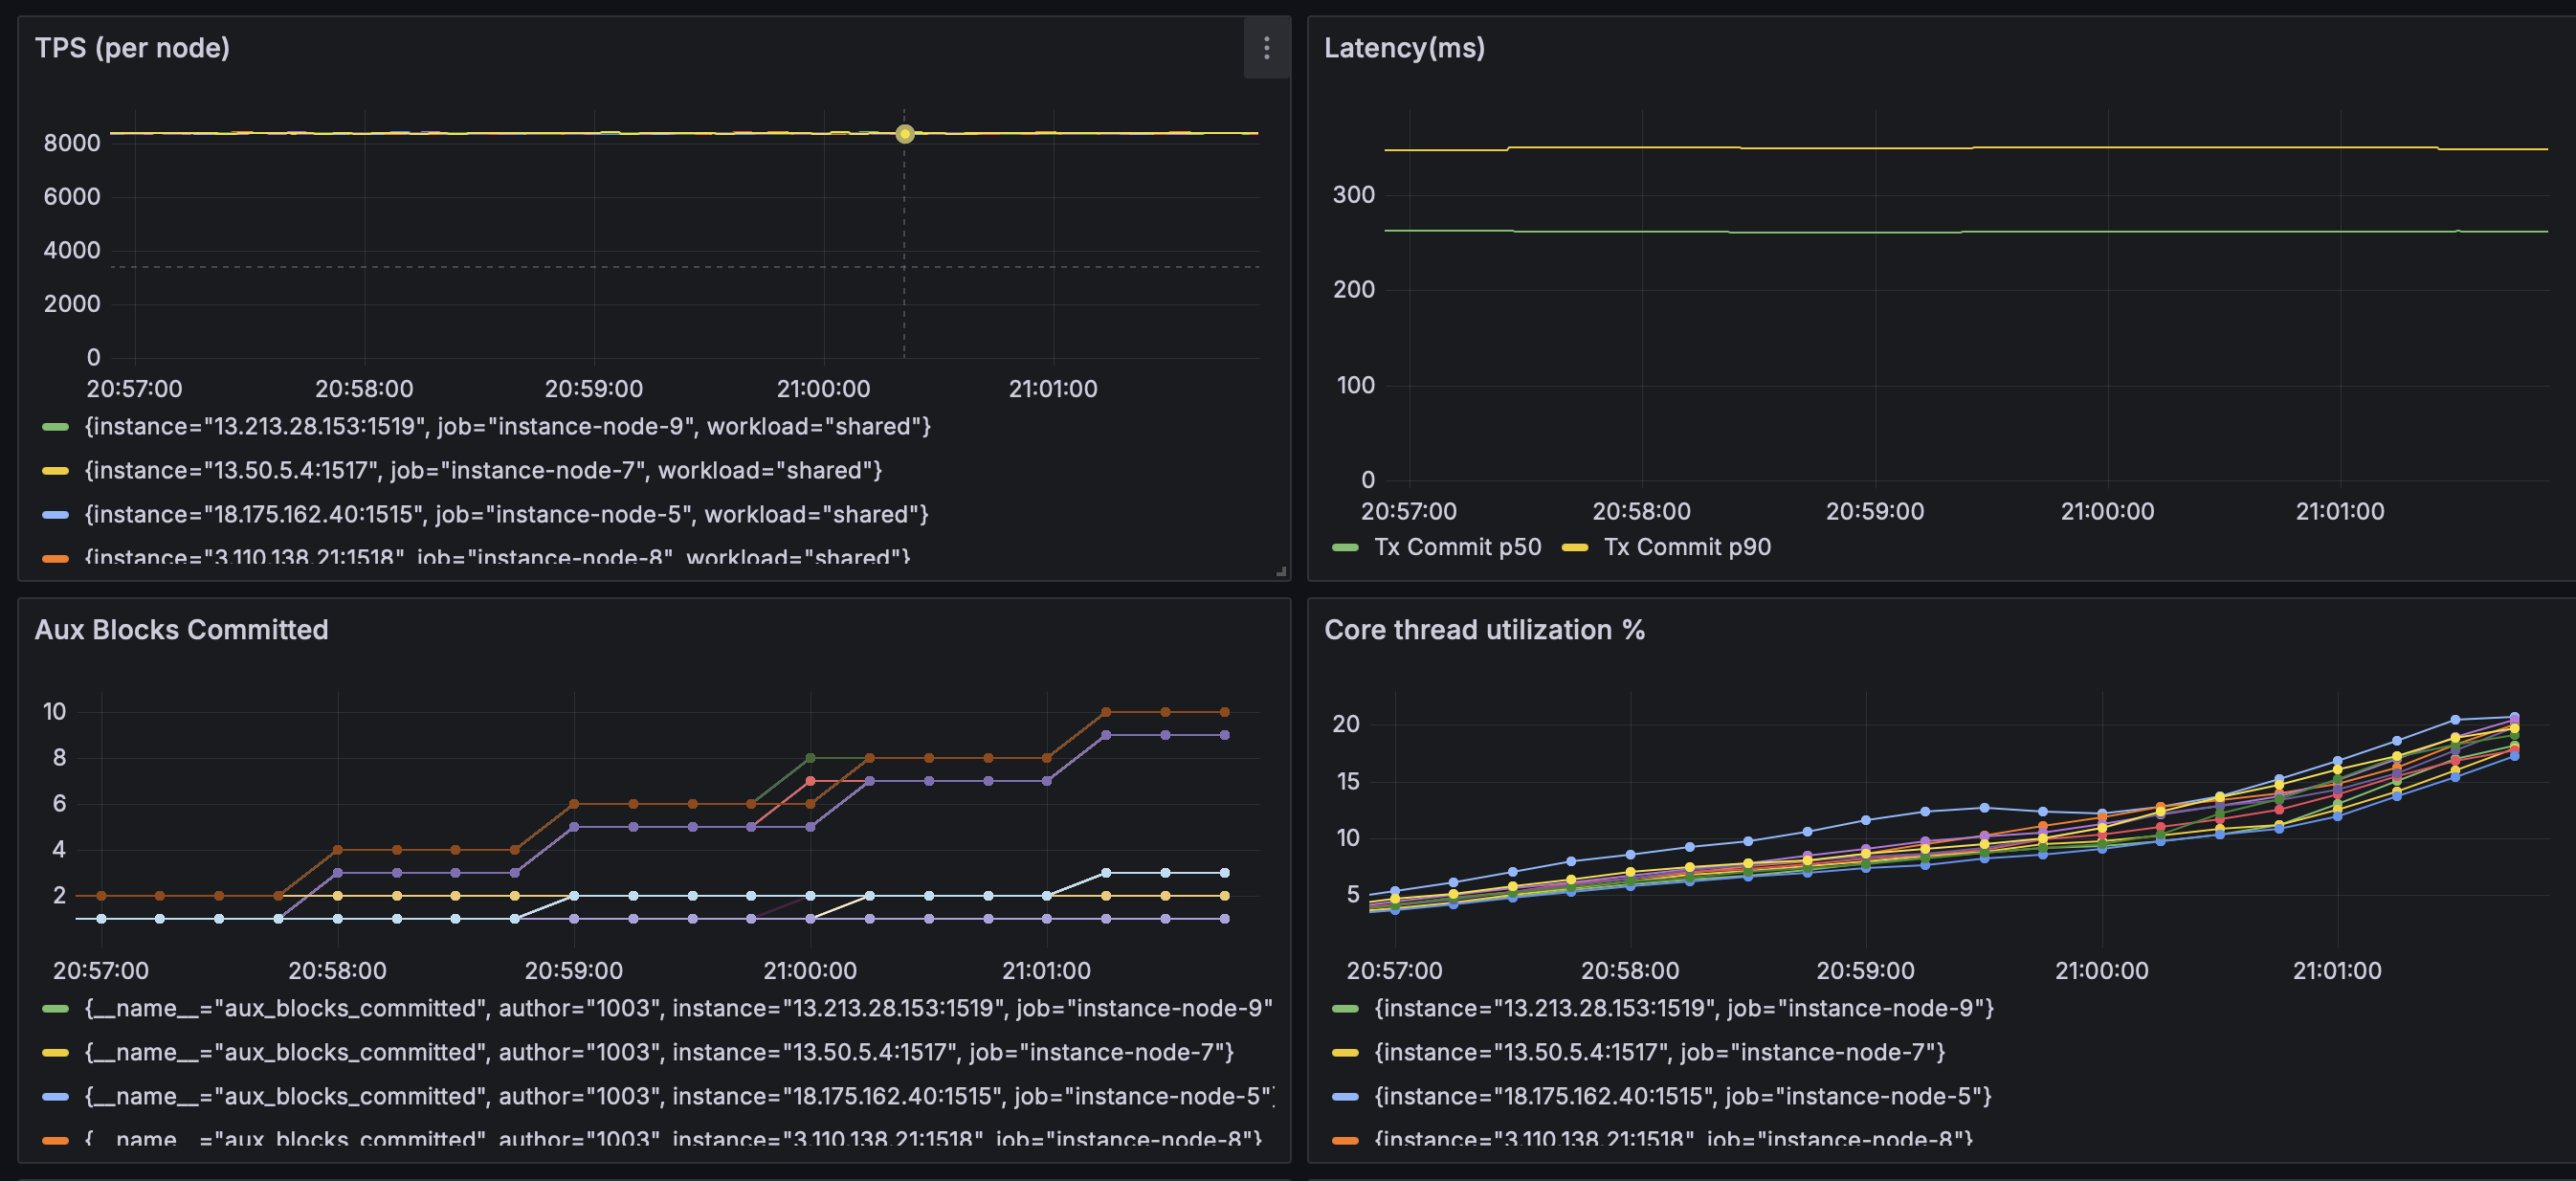 TPS (per node)
8000
6000
4000
2000
0
20:57:00 20:58:00 20:59:00 21:00:00 21:01:00
{instance="13.213.28.153:1519", job="instance-node-9", workload="shared"}
{instance="13.50.5.4:1517", job="instance-node-7", workload="shared"}
{instance="18.175.162.40:1515", job="instance-node-5", workload="shared"}
{instance="3.110.138.21:1518", job="instance-node-8", workload="shared"}
Latency(ms)
300
200
100
0
20:57:00 20:58:00 20:59:00 21:00:00 21:01:00
Tx Commit p50 Tx Commit p90
Aux Blocks Committed
10
8
6
4
2
20:57:00 20:58:00 20:59:00 21:00:00 21:01:00
{__name__="aux_blocks_committed", author="1003", instance="13.213.28.153:1519", job="instance-node-9"
{__name__="aux_blocks_committed", author="1003", instance="13.50.5.4:1517", job="instance-node-7"}
{__name__="aux_blocks_committed", author="1003", instance="18.175.162.40:1515", job="instance-node-5"}
{__name__="aux_blocks_committed", author="1003", instance="3.110.138.21:1518", job="instance-node-8"}
Core thread utilization %
20
15
10
5
20:57:00 20:58:00 20:59:00 21:00:00 21:01:00
{instance="13.213.28.153:1519", job="instance-node-9"}
{instance="13.50.5.4:1517", job="instance-node-7"}
{instance="18.175.162.40:1515", job="instance-node-5"}
{instance="3.110.138.21:1518", job="instance-node-8"}